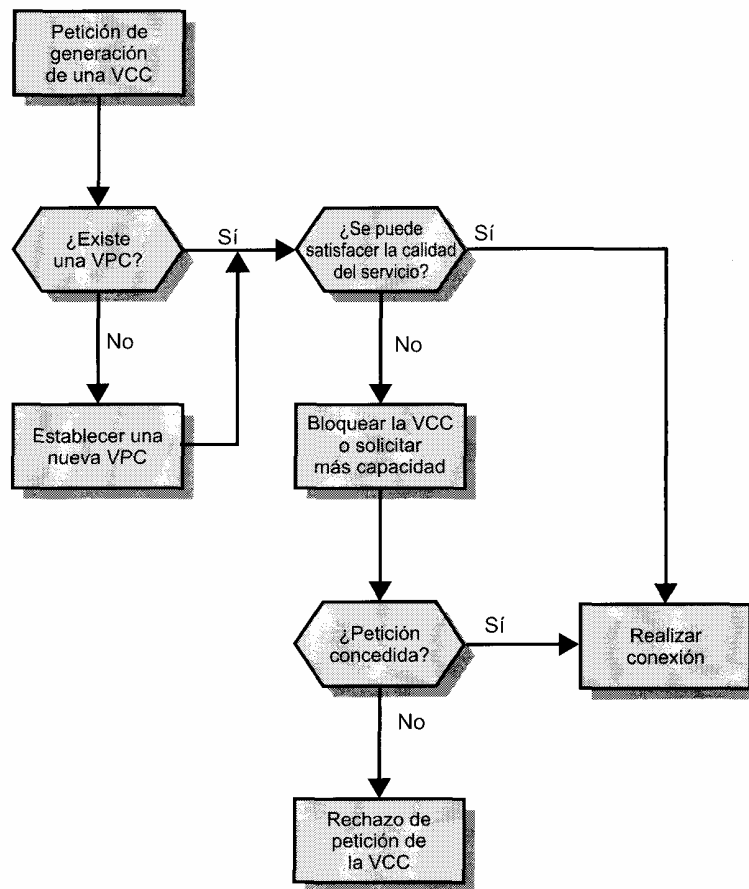 Petición de
generación
de una VCC
¿Existe
una VPC?
Sí
¿Se puede
satisfacer la calidad
del servicio?
Sí
No
No
Establecer una
nueva VPC
Bloquear la VCC
o solicitar
más capacidad
¿Petición
concedida?
Sí
Realizar
conexión
No
Rechazo de
petición de
la VCC